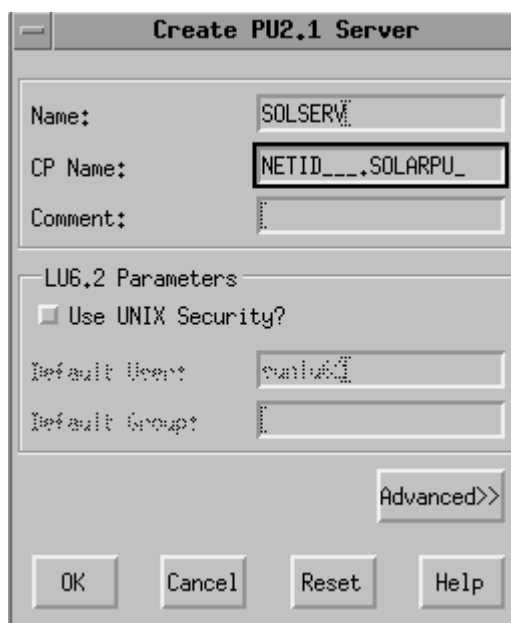 Create PU2.1 Server
Name: SOLSERV
CP Name: NETID___.SOLARPU_
Comment:
LU6.2 Parameters
Use UNIX Security?
Default User: sunlu62
Default Group:
Advanced>>
OK Cancel Reset Help